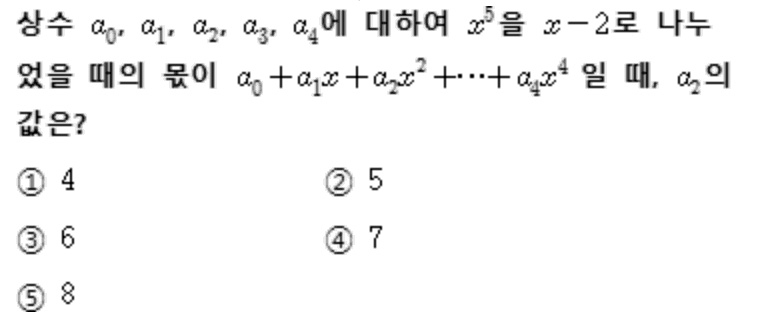 상수 a₀, a₁, a₂, a₃, a₄에 대하여 x⁵을 x－2로 나누
었을 때의 몫이 a₀+a₁x+a₂x²+⋯+a₄x⁴ 일 때, a₂의
값은?
① 4 ② 5
③ 6 ④ 7
⑤ 8